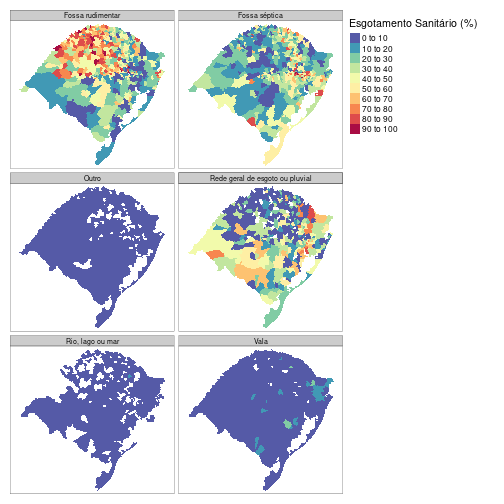 Fossa rudimentar
Fossa séptica
Esgotamento Sanitário (%)
0 to 10
10 to 20
20 to 30
30 to 40
40 to 50
50 to 60
60 to 70
70 to 80
80 to 90
90 to 100
Outro
Rede geral de esgoto ou pluvial
Rio, lago ou mar
Vala